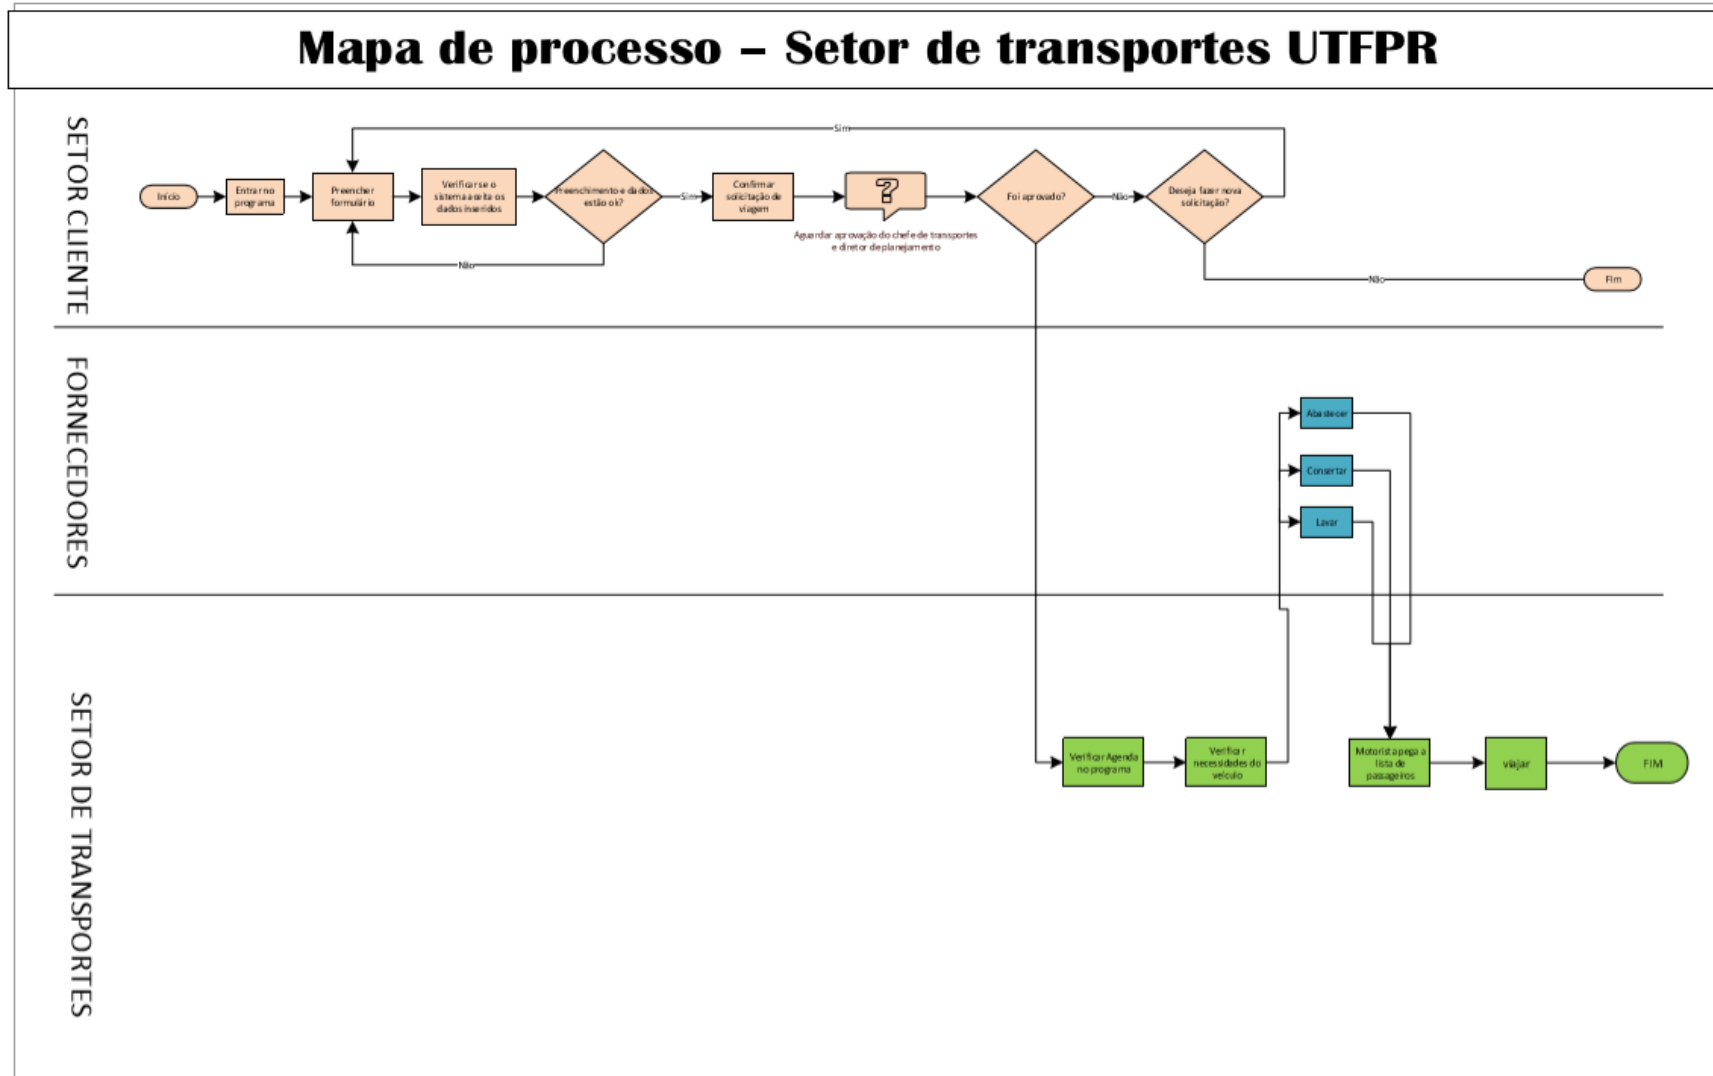 Mapa de processo – Setor de transportes UTFPR
SETOR CLIENTE
Sim
Início
Entrar no
programa
Preencher
formulário
Verificar se o
sistema aceita os
dados inseridos
Preenchimento e dados
estão ok?
Sim
Confirmar
solicitação de
viagem
?
Aguardar aprovação do chefe de transportes
e diretor de planejamento
Foi aprovado?
Não
Deseja fazer nova
solicitação?
Não
Não
Fim
FORNECEDORES
Abastecer
Consertar
Lavar
SETOR DE TRANSPORTES
Verificar Agenda
no programa
Verificar
necessidades do
veículo
Motorista pega a
lista de
passageiros
viajar
FIM